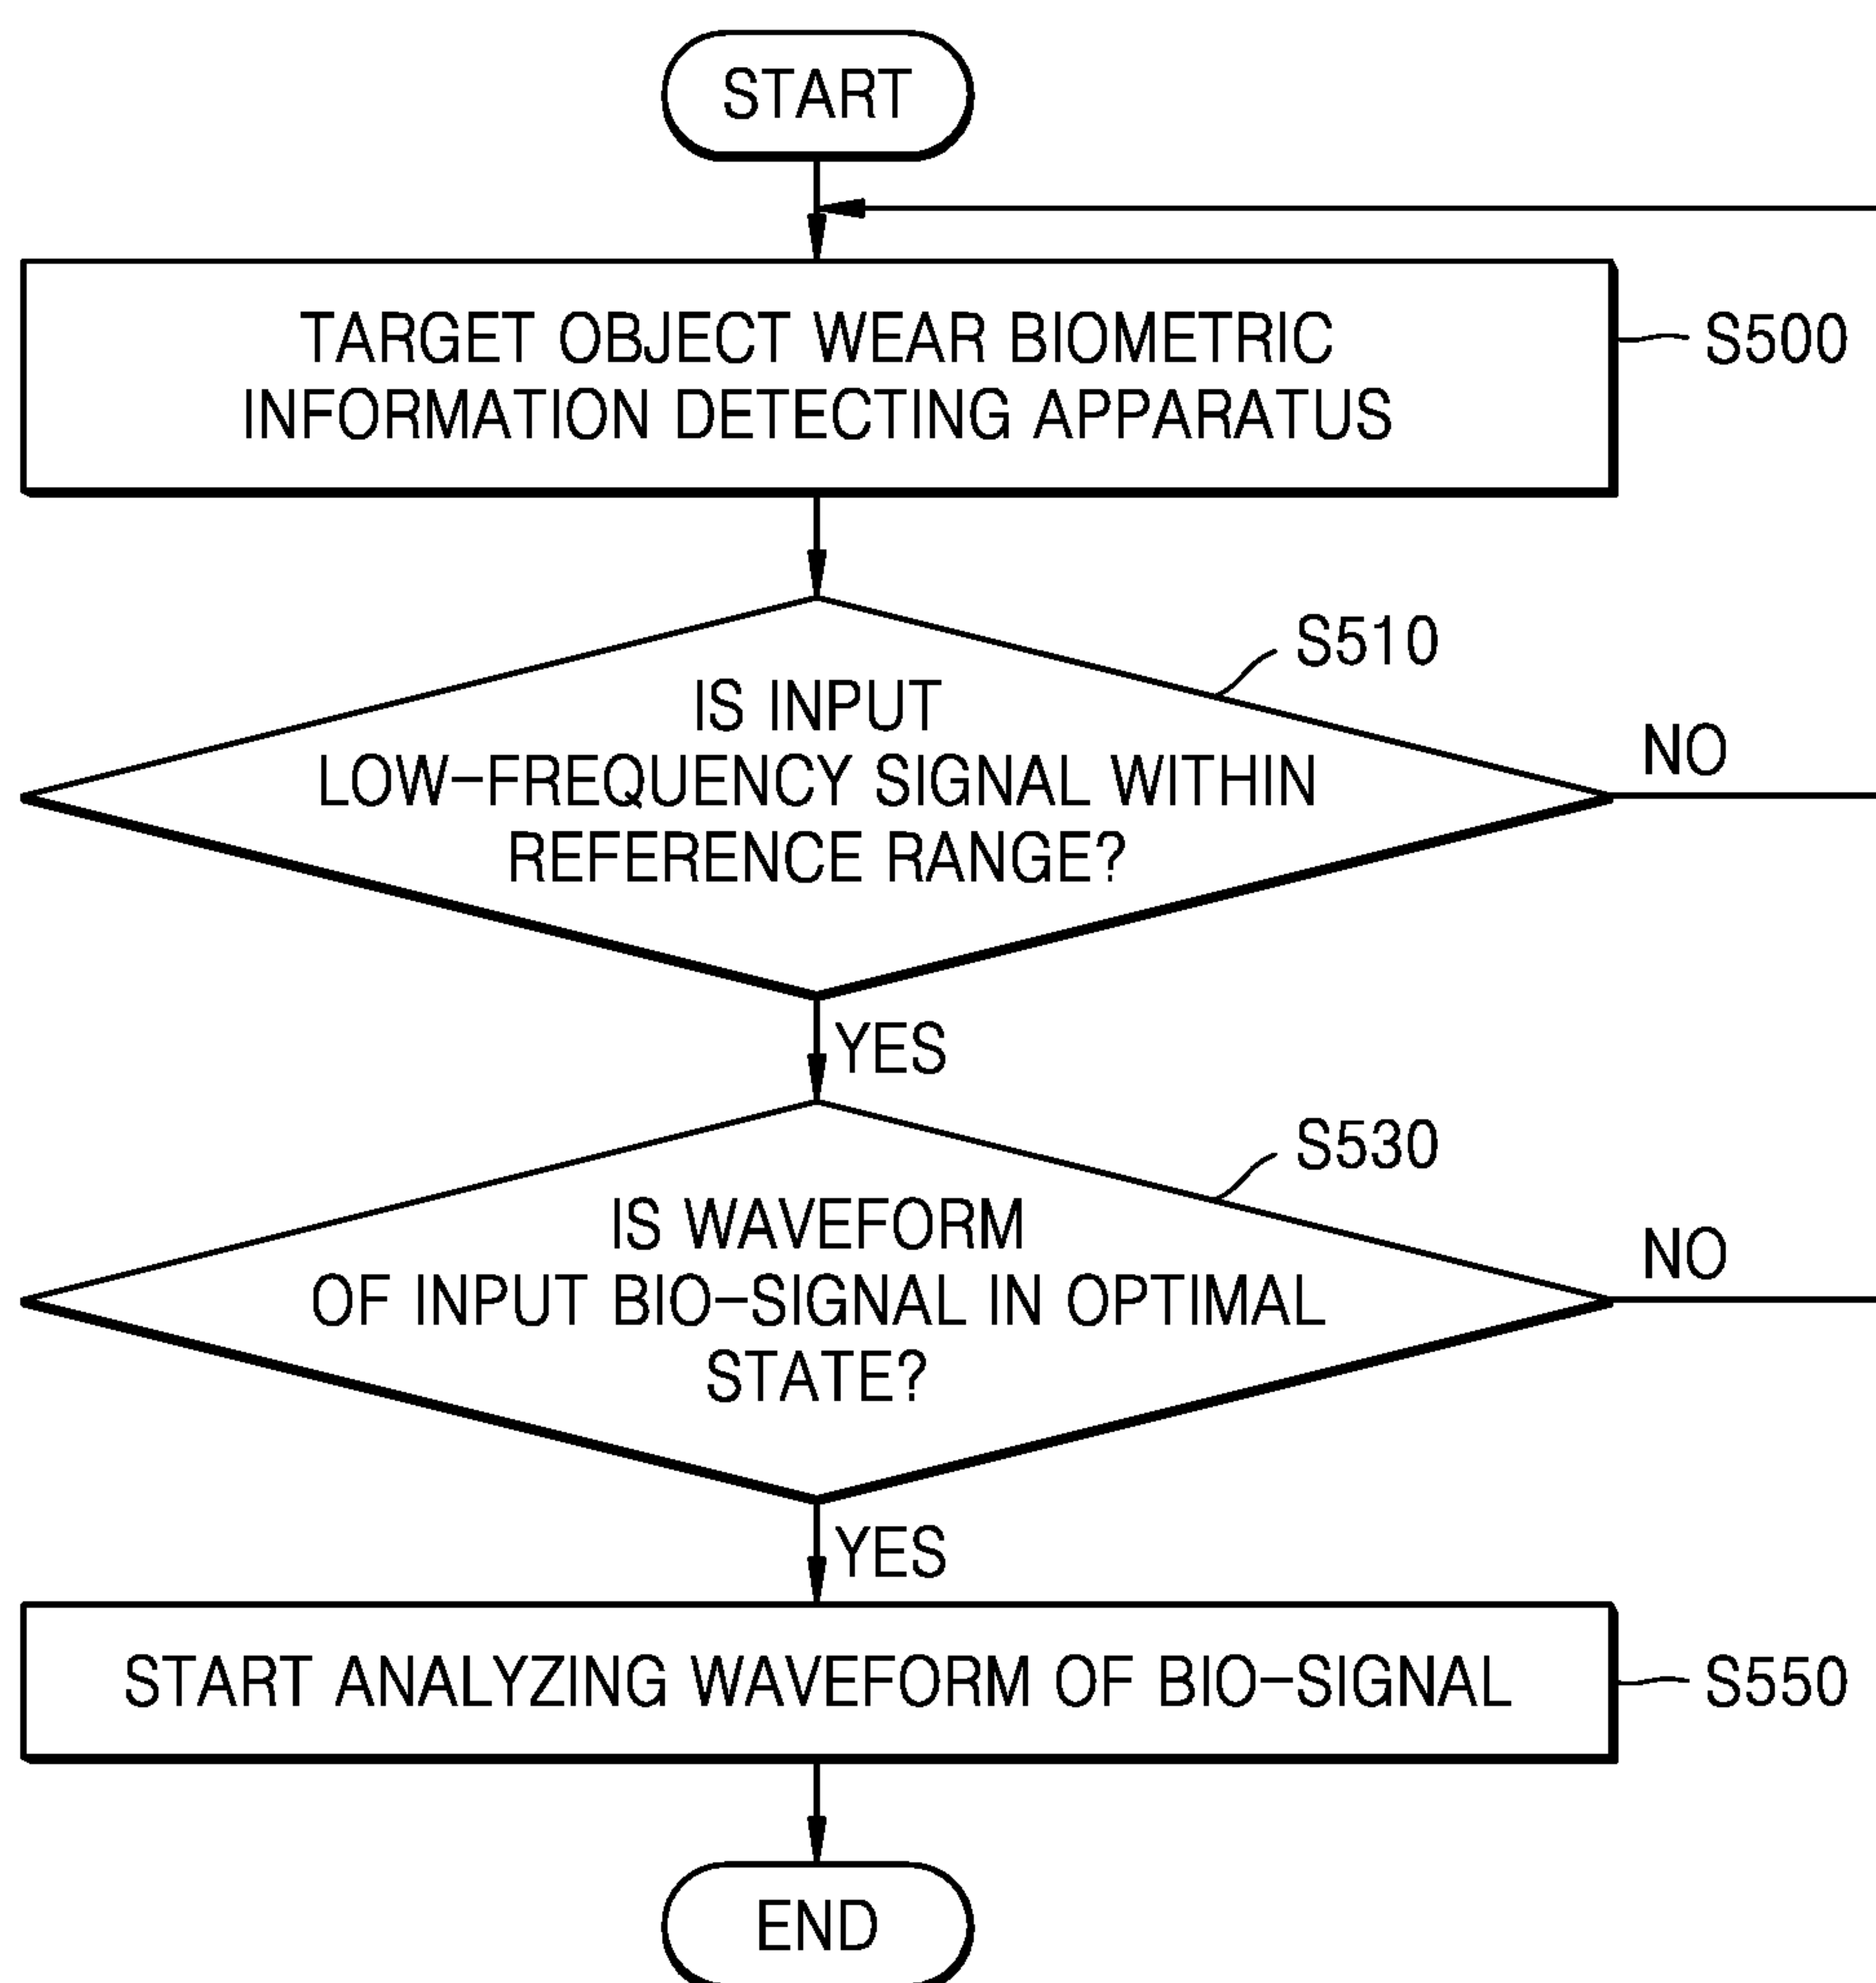 START
TARGET OBJECT WEAR BIOMETRIC
INFORMATION DETECTING APPARATUS
S500
S510
IS INPUT
LOW-FREQUENCY SIGNAL WITHIN
REFERENCE RANGE?
NO
YES
S530
IS WAVEFORM
OF INPUT BIO-SIGNAL IN OPTIMAL
STATE?
NO
YES
START ANALYZING WAVEFORM OF BIO-SIGNAL
S550
END